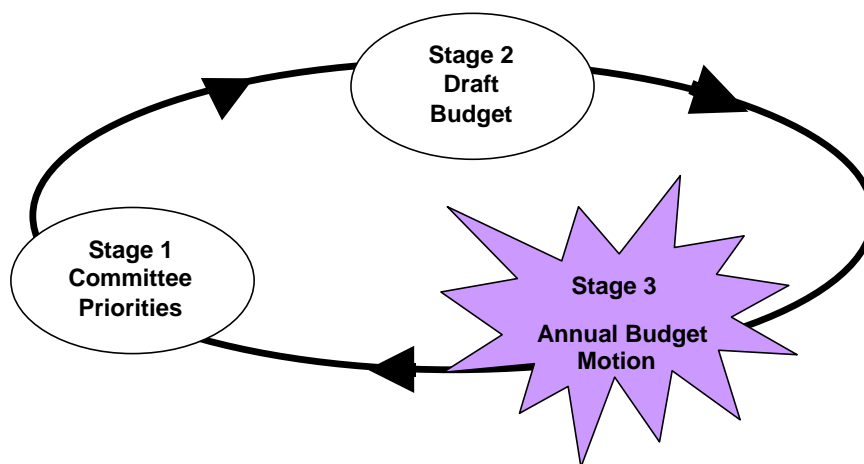 Stage 2
Draft
Budget
Stage 1
Committee
Priorities
Stage 3
Annual Budget
Motion